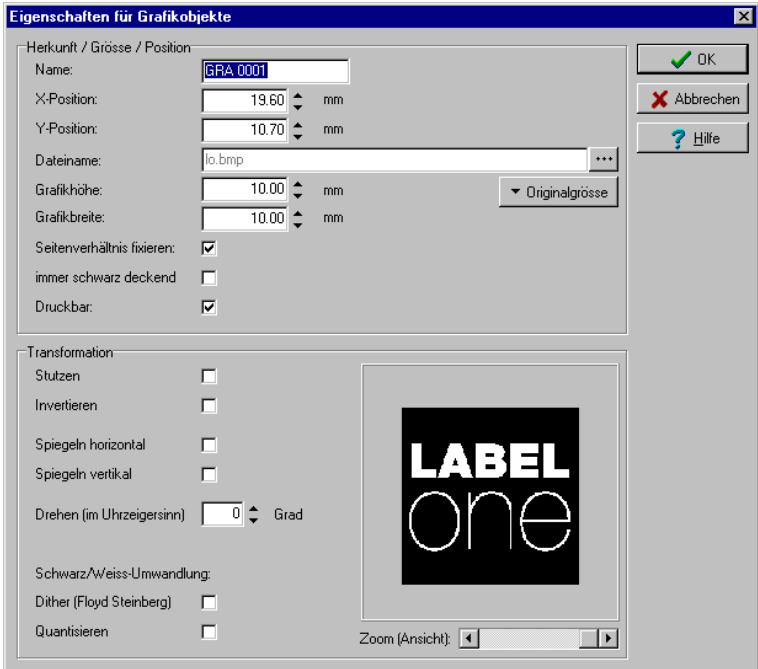 Eigenschaften für Grafikobjekte
Herkunft / Grösse / Position
Name: GRA 0001
OK
X-Position: 19.60 mm
Abbrechen
Y-Position: 10.70 mm
Hilfe
Dateiname: lo.bmp ...
Grafikhöhe: 10.00 mm
Originalgrösse
Grafikbreite: 10.00 mm
Seitenverhältnis fixieren:
immer schwarz deckend
Druckbar:
Transformation
Stutzen
Invertieren
Spiegeln horizontal
Spiegeln vertikal
Drehen (im Uhrzeigersinn) 0 Grad
Schwarz/Weiss-Umwandlung:
Dither (Floyd Steinberg)
Quantisieren
LABEL
one
Zoom (Ansicht):